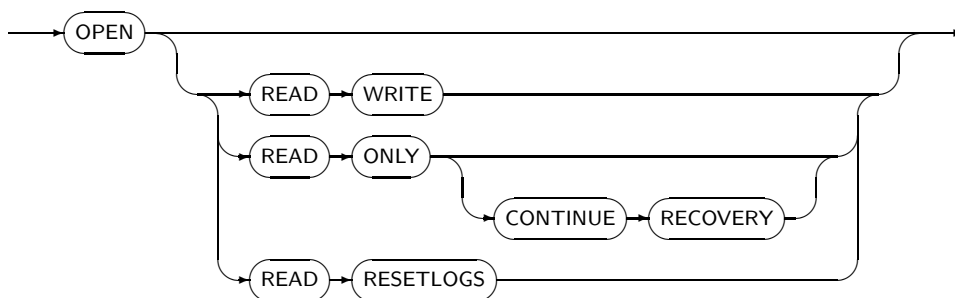 OPEN
READ WRITE
READ ONLY
CONTINUE RECOVERY
READ RESETLOGS